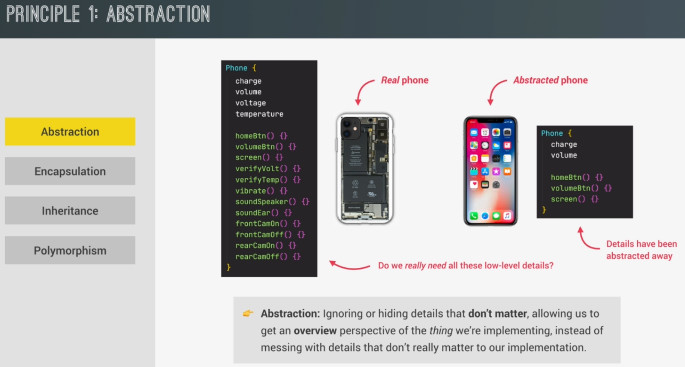 PRINCIPLE 1: ABSTRACTION
Abstraction
Encapsulation
Inheritance
Polymorphism
Phone {
charge
volume
voltage
temperature
homeBtn() {}
volumeBtn() {}
screen() {}
verifyVolt() {}
verifyTemp() {}
vibrate() {}
soundSpeaker() {}
soundEar() {}
frontCamOn() {}
frontCamOff() {}
rearCamOn() {}
rearCamOff() {}
}
Real phone
Abstracted phone
Phone {
charge
volume
homeBtn() {}
volumeBtn() {}
screen() {}
}
Details have been
abstracted away
Do we really need all these low-level details?
👉 Abstraction: Ignoring or hiding details that don't matter, allowing us to
get an overview perspective of the thing we're implementing, instead of
messing with details that don't really matter to our implementation.